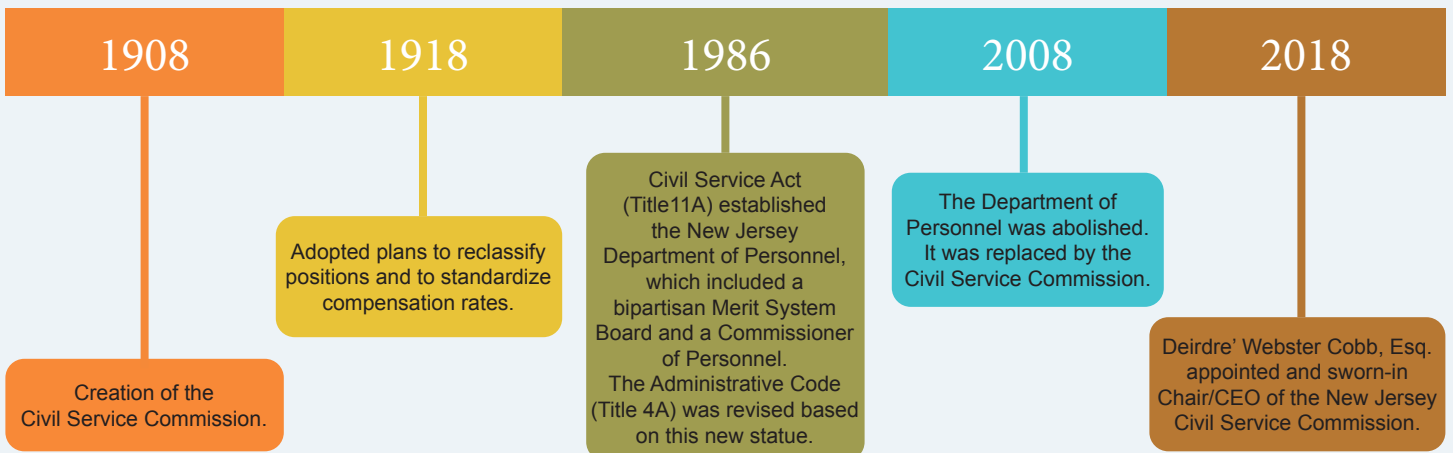 1908
1918
1986
2008
2018
Creation of the
Civil Service Commission.
Adopted plans to reclassify
positions and to standardize
compensation rates.
Civil Service Act
(Title11A) established
the New Jersey
Department of Personnel,
which included a
bipartisan Merit System
Board and a Commissioner
of Personnel.
The Administrative Code
(Title 4A) was revised based
on this new statue.
The Department of
Personnel was abolished.
It was replaced by the
Civil Service Commission.
Deirdre’ Webster Cobb, Esq.
appointed and sworn-in
Chair/CEO of the New Jersey
Civil Service Commission.